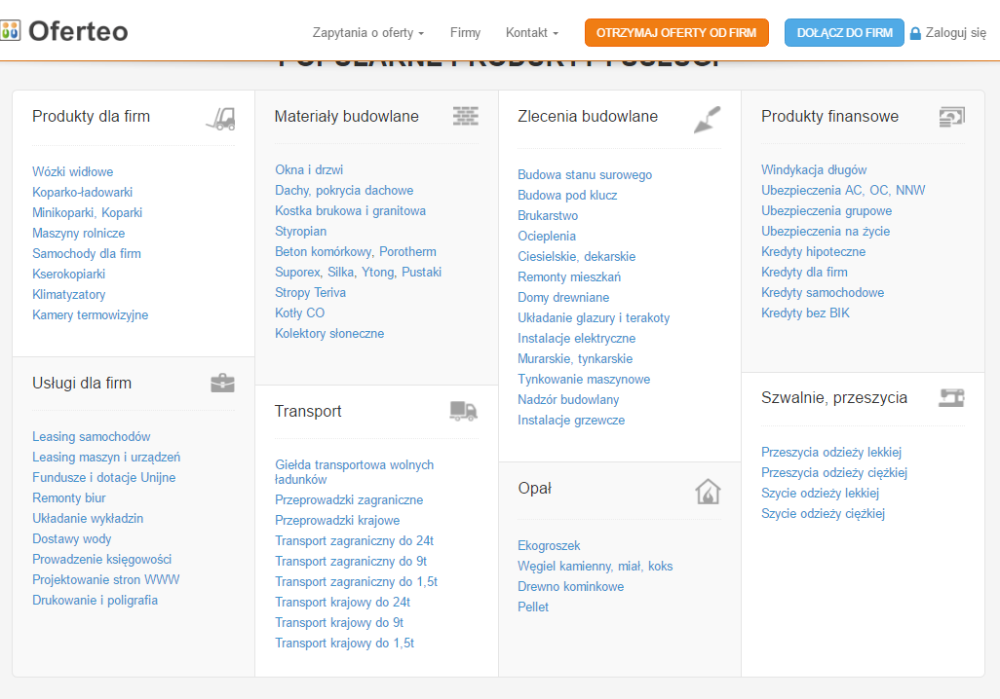 Oferteo
Zapytania o oferty
Firmy
Kontakt
OTRZYMAJ OFERTY OD FIRM
DOŁĄCZ DO FIRM
Zaloguj się
POPULARNE PRODUKTY I USŁUGI
Produkty dla firm
Wózki widłowe
Koparko-ładowarki
Minikoparki, Koparki
Maszyny rolnicze
Samochody dla firm
Kserokopiarki
Klimatyzatory
Kamery termowizyjne
Usługi dla firm
Leasing samochodów
Leasing maszyn i urządzeń
Fundusze i dotacje Unijne
Remonty biur
Układanie wykładzin
Dostawy wody
Prowadzenie księgowości
Projektowanie stron WWW
Drukowanie i poligrafia
Materiały budowlane
Okna i drzwi
Dachy, pokrycia dachowe
Kostka brukowa i granitowa
Styropian
Beton komórkowy, Porotherm
Suporex, Silka, Ytong, Pustaki
Stropy Teriva
Kotły CO
Kolektory słoneczne
Transport
Giełda transportowa wolnych
ładunków
Przeprowadzki zagraniczne
Przeprowadzki krajowe
Transport zagraniczny do 24t
Transport zagraniczny do 9t
Transport zagraniczny do 1,5t
Transport krajowy do 24t
Transport krajowy do 9t
Transport krajowy do 1,5t
Zlecenia budowlane
Budowa stanu surowego
Budowa pod klucz
Brukarstwo
Ocieplenia
Ciesielskie, dekarskie
Remonty mieszkań
Domy drewniane
Układanie glazury i terakoty
Instalacje elektryczne
Murarskie, tynkarskie
Tynkowanie maszynowe
Nadzór budowlany
Instalacje grzewcze
Opał
Ekogroszek
Węgiel kamienny, miał, koks
Drewno kominkowe
Pellet
Produkty finansowe
Windykacja długów
Ubezpieczenia AC, OC, NNW
Ubezpieczenia grupowe
Ubezpieczenia na życie
Kredyty hipoteczne
Kredyty dla firm
Kredyty samochodowe
Kredyty bez BIK
Szwalnie, przeszycia
Przeszycia odzieży lekkiej
Przeszycia odzieży ciężkiej
Szycie odzieży lekkiej
Szycie odzieży ciężkiej